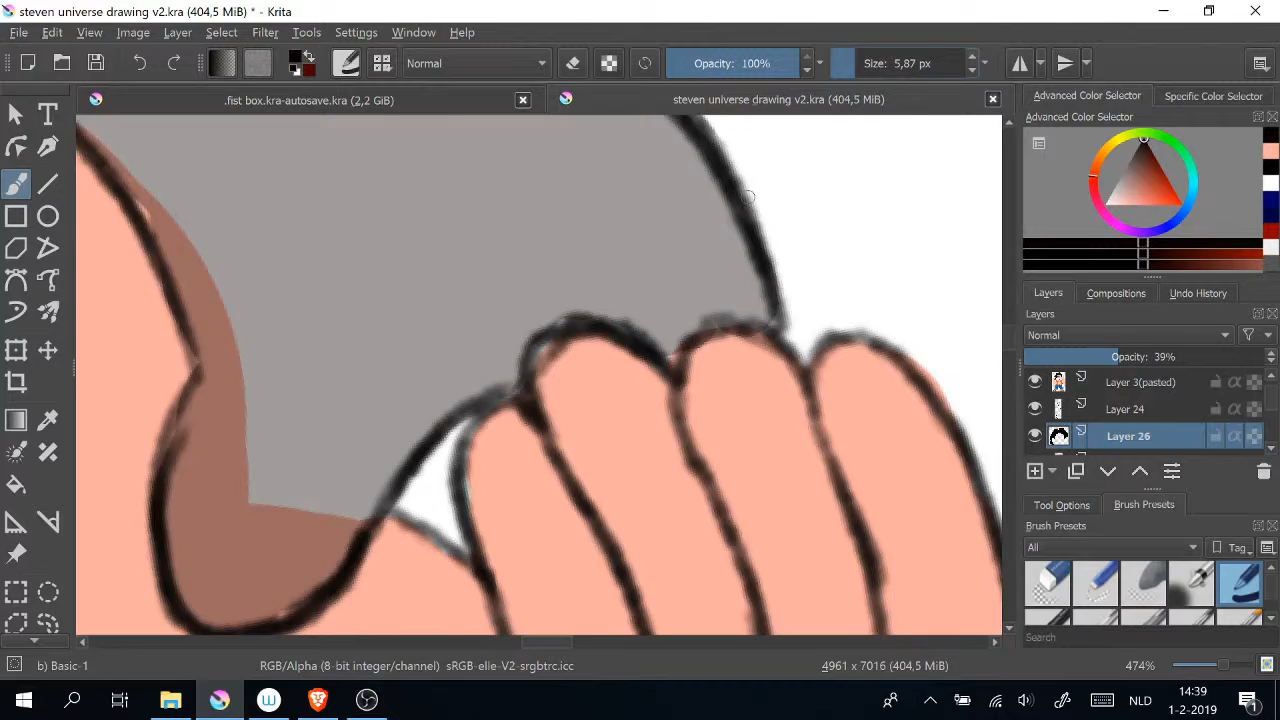 steven universe drawing v2.kra (404,5 MiB) * - Krita
File Edit View Image Layer Select Filter Tools Settings Window Help
Normal Opacity: 100% Size: 5,87 px
.fist box.kra-autosave.kra (2,2 GiB) steven universe drawing v2.kra (404,5 MiB)
Advanced Color Selector Specific Color Selector
Advanced Color Selector
Layers Compositions Undo History
Layers
Normal
Opacity: 39%
Layer 3(pasted)
Layer 24
Layer 26
Tool Options Brush Presets
Brush Presets
All Tag
Search
b) Basic-1 RGB/Alpha (8-bit integer/channel) sRGB-elle-V2-srgbtrc.icc 4961 x 7016 (404,5 MiB) 474%
NLD 14:39
1-2-2019 1